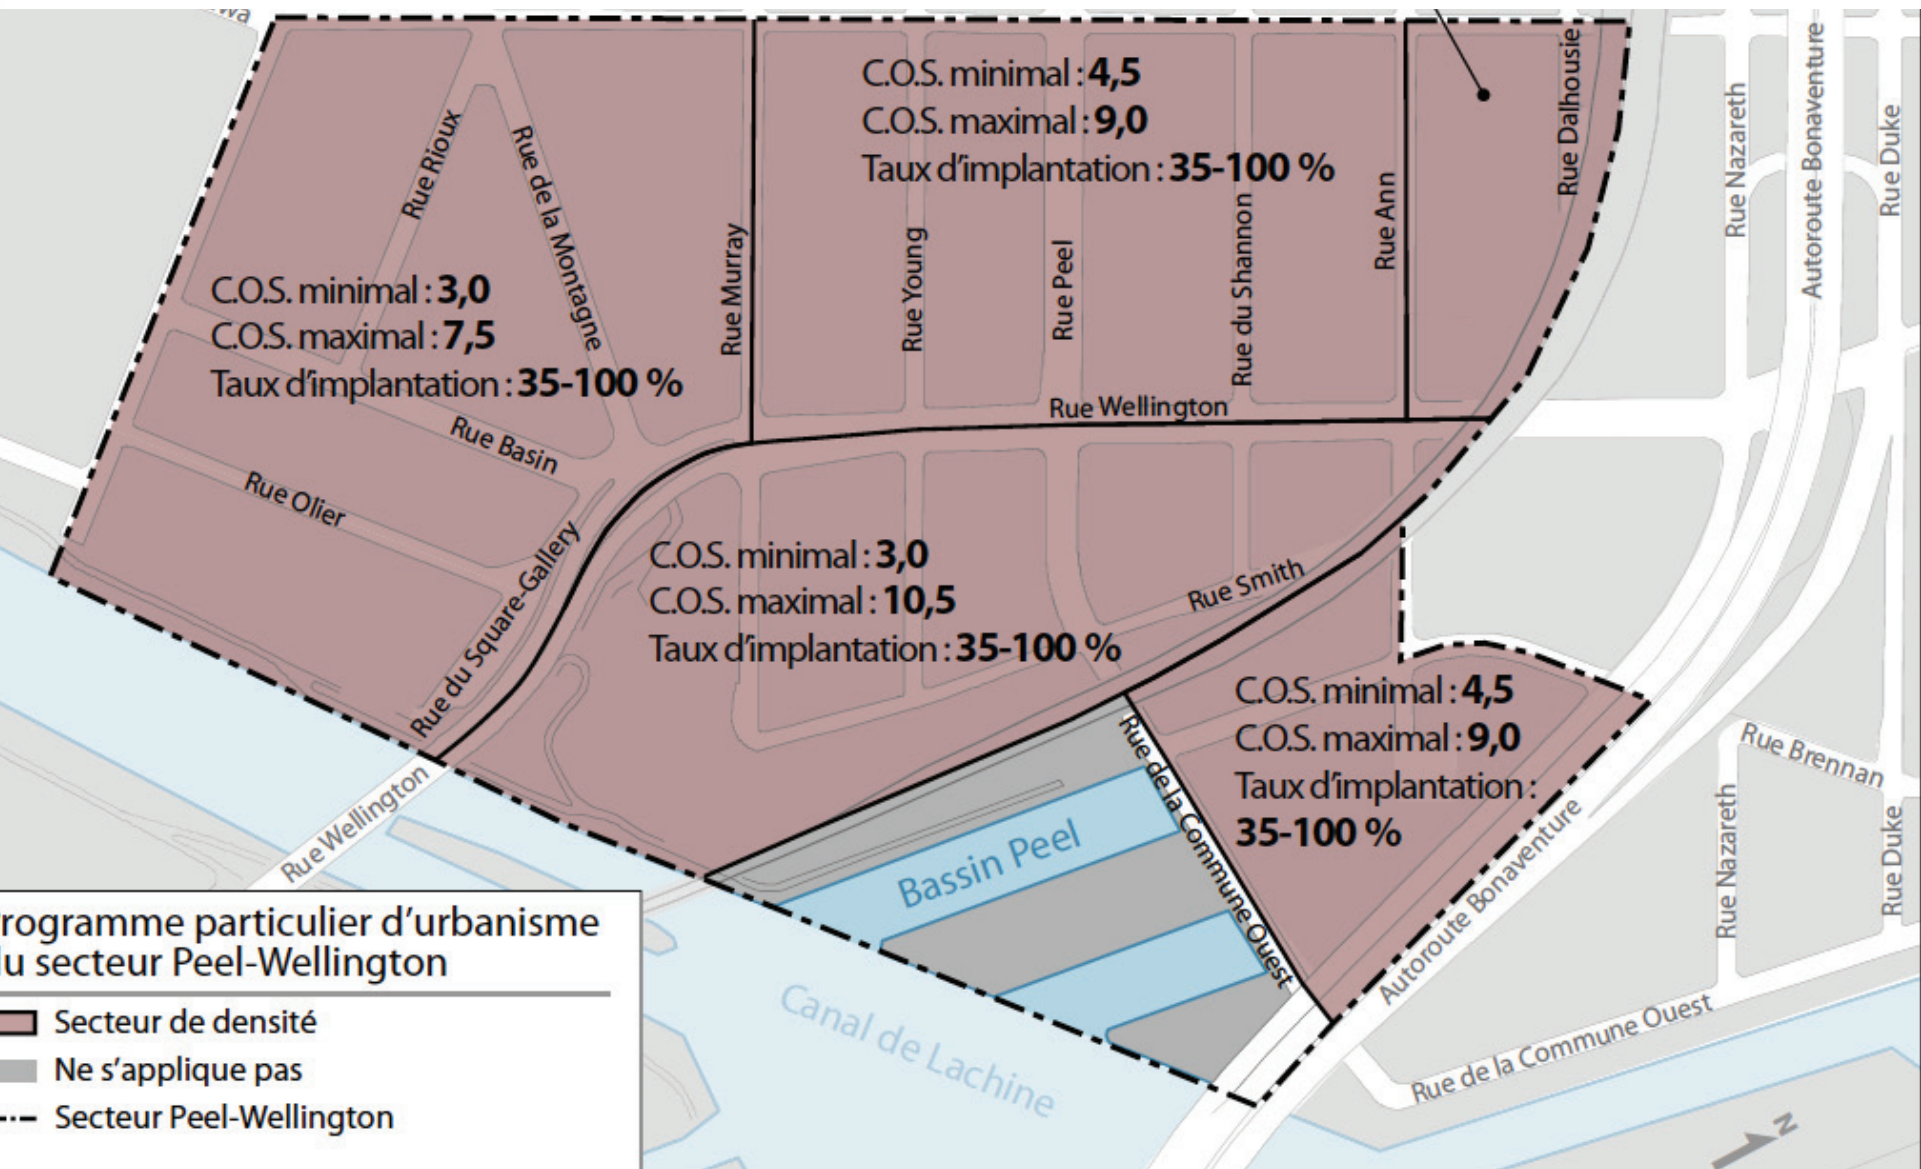 wa
C.O.S. minimal : 4,5
C.O.S. maximal : 9,0
Taux d'implantation : 35-100 %
Rue Rioux
Rue de la Montagne
Rue Murray
Rue Young
Rue Peel
Rue du Shannon
Rue Ann
Rue Dalhousie
Rue Nazareth
Autoroute Bonaventure
Rue Duke
C.O.S. minimal : 3,0
C.O.S. maximal : 7,5
Taux d'implantation : 35-100 %
Rue Wellington
Rue Basin
Rue Olier
Rue du Square-Gallery
C.O.S. minimal : 3,0
C.O.S. maximal : 10,5
Taux d'implantation : 35-100 %
Rue Smith
C.O.S. minimal : 4,5
C.O.S. maximal : 9,0
Taux d'implantation :
35-100 %
Rue de la Commune Ouest
Rue Brennan
Rue Wellington
Bassin Peel
Autoroute Bonaventure
Rue Nazareth
Rue Duke
Canal de Lachine
Rue de la Commune Ouest
rogramme particulier d'urbanisme
du secteur Peel-Wellington
Secteur de densité
Ne s'applique pas
Secteur Peel-Wellington
N